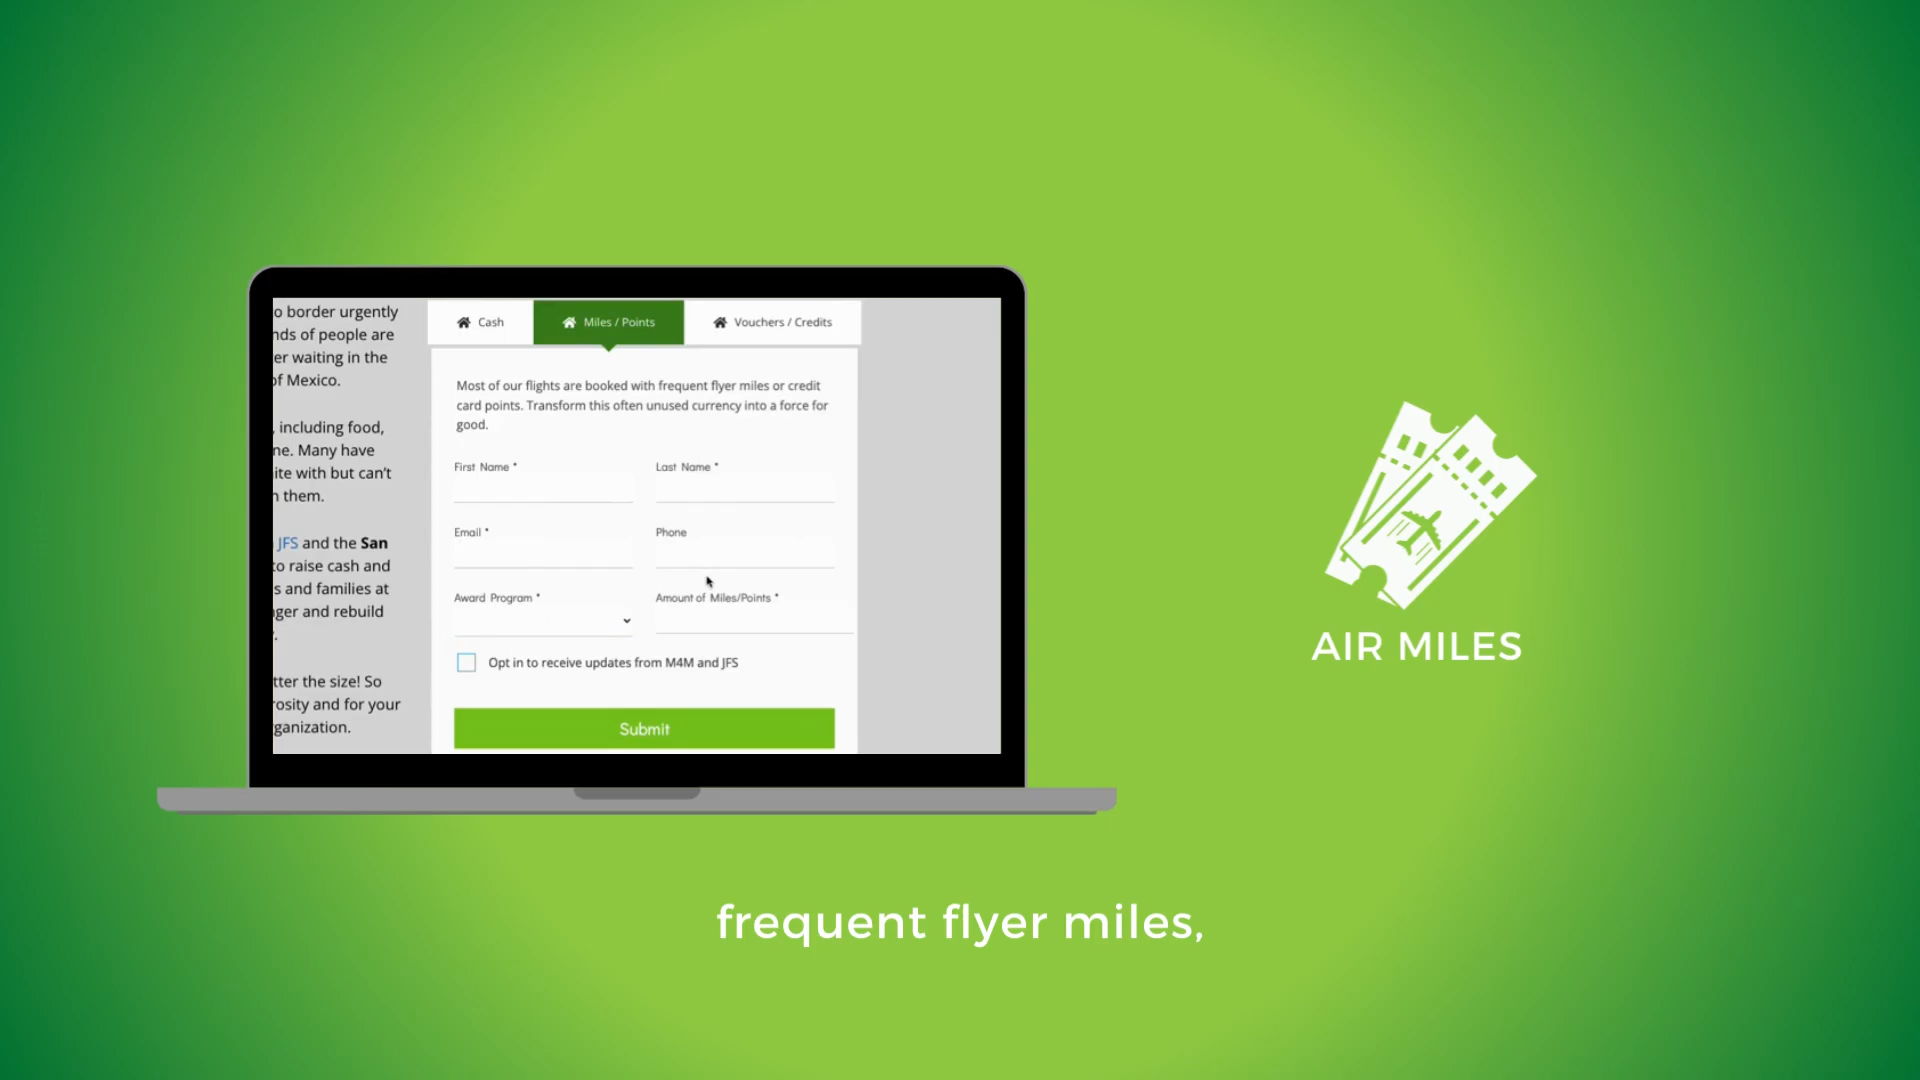 o border urgently
nds of people are
er waiting in the
of Mexico.
, including food,
ne. Many have
ite with but can't
n them.
JFS and the San
to raise cash and
s and families at
ger and rebuild
tter the size! So
rosity and for your
ganization.
Cash
Miles / Points
Vouchers / Credits
Most of our flights are booked with frequent flyer miles or credit
card points. Transform this often unused currency into a force for
good.
First Name *
Last Name *
Email *
Phone
Award Program *
Amount of Miles/Points *
Opt in to receive updates from M4M and JFS
Submit
AIR MILES
frequent flyer miles,